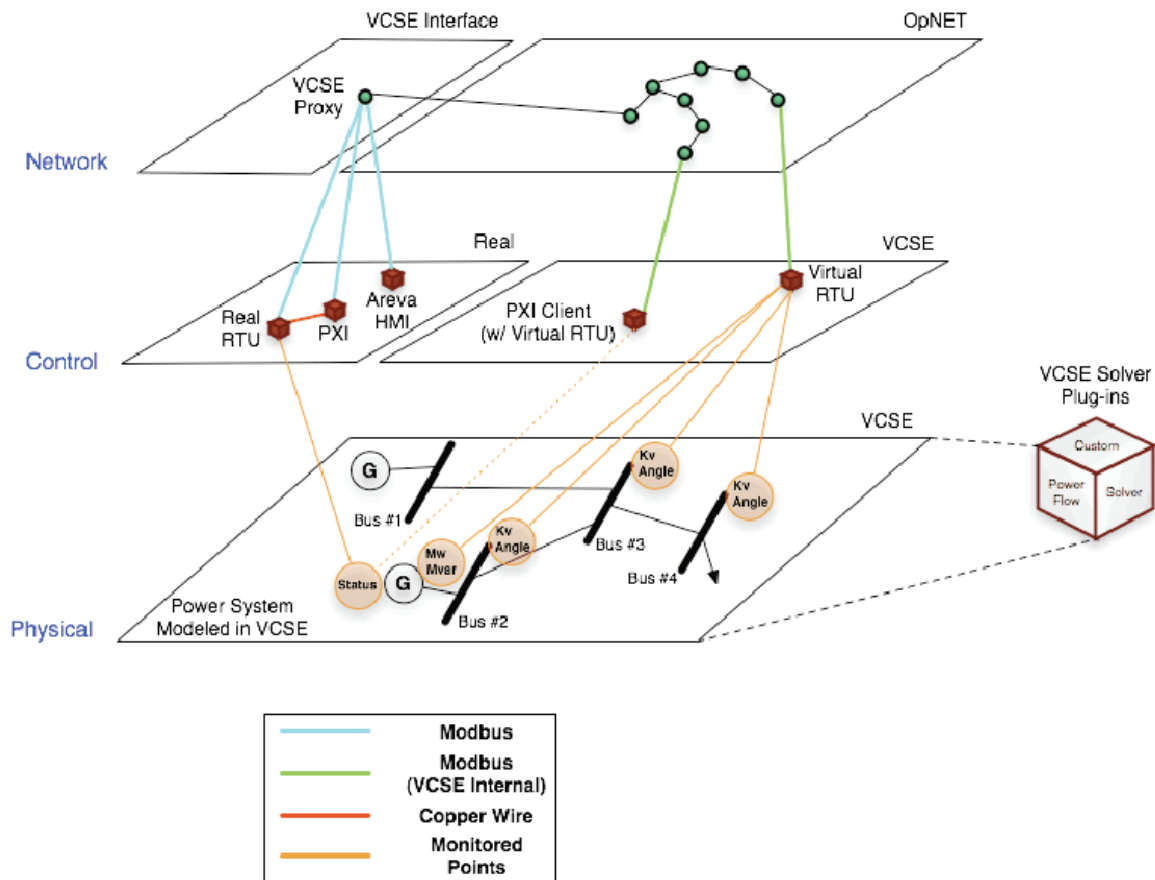 VCSE Interface
OpNET
VCSE
Proxy
Network
Real
VCSE
Areva
HMI
Virtual
RTU
Real
RTU
PXI
PXI Client
(w/ Virtual RTU)
Control
VCSE Solver
Plug-ins
VCSE
Custom
Power
Flow
Solver
G
Kv
Angle
Kv
Angle
Bus #1
Kv
Angle
Bus #3
Mw
Mvar
Bus #4
Status
G
Power System
Modeled in VCSE
Bus #2
Physical
Modbus
Modbus
(VCSE Internal)
Copper Wire
Monitored
Points